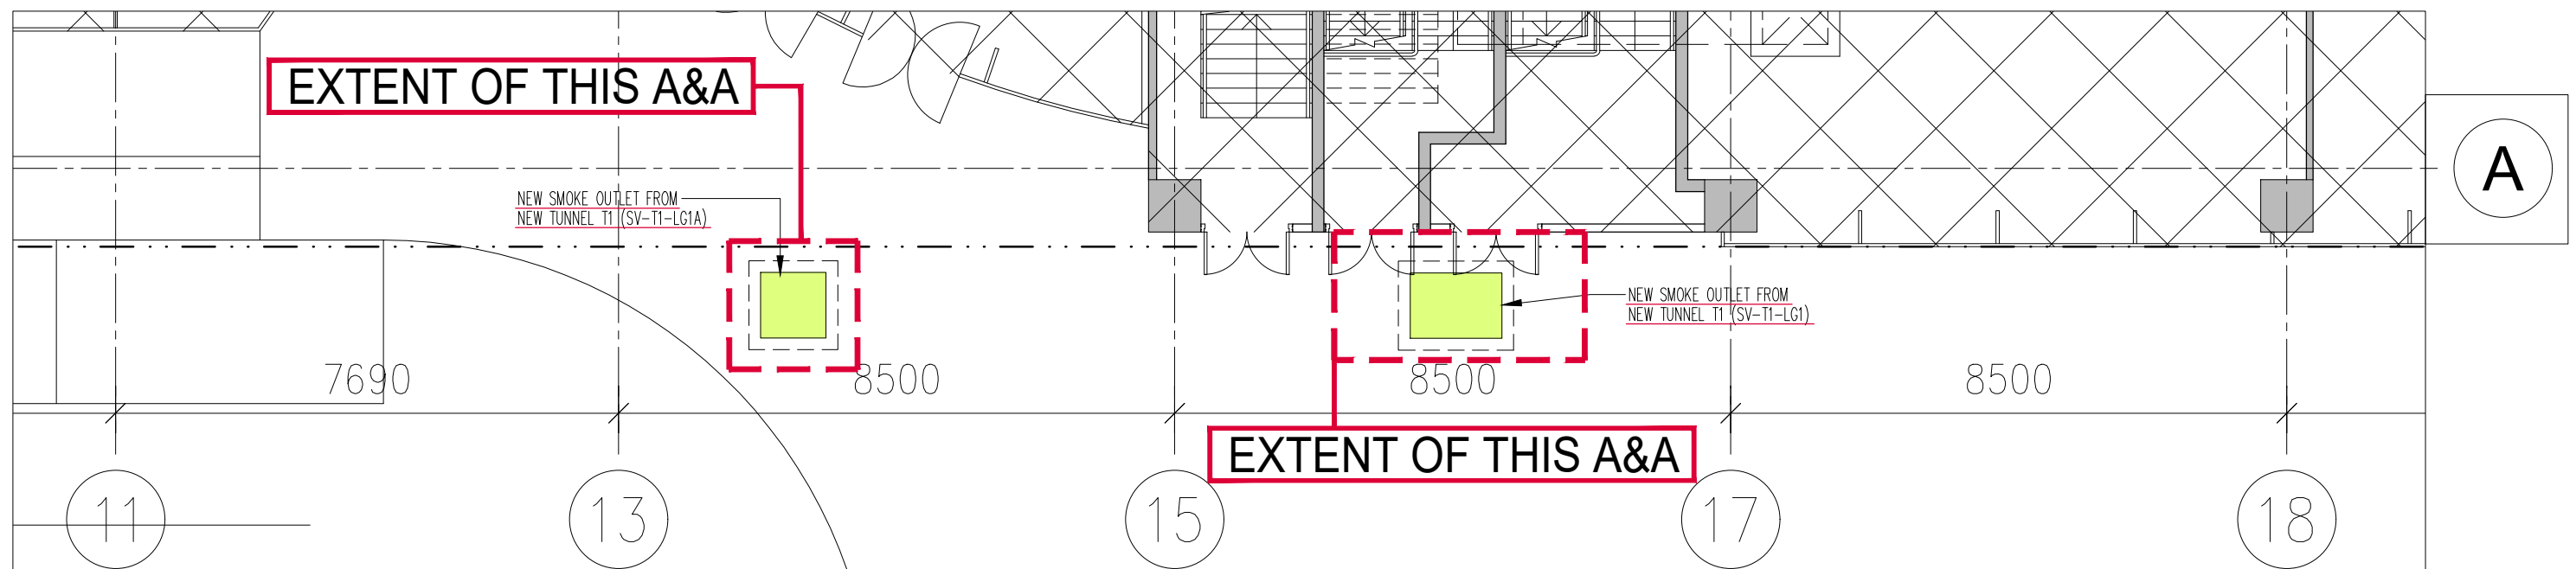 EXTENT OF THIS A&A
NEW SMOKE OUTLET FROM
NEW TUNNEL T1 (SV-T1-LG1A)
A
NEW SMOKE OUTLET FROM
NEW TUNNEL T1 (SV-T1-LG1)
7690
8500
8500
8500
EXTENT OF THIS A&A
11
13
15
17
18